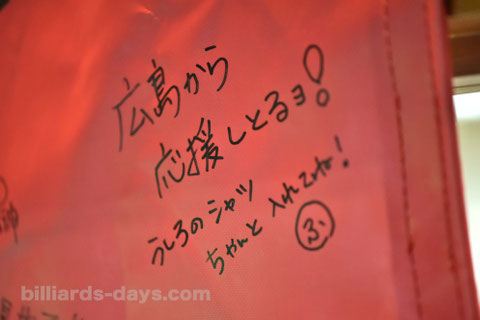 広島から
応援しとるヨ!
うしろのシャツ
ちゃんと入れてね!
ふ
billiards-days.com